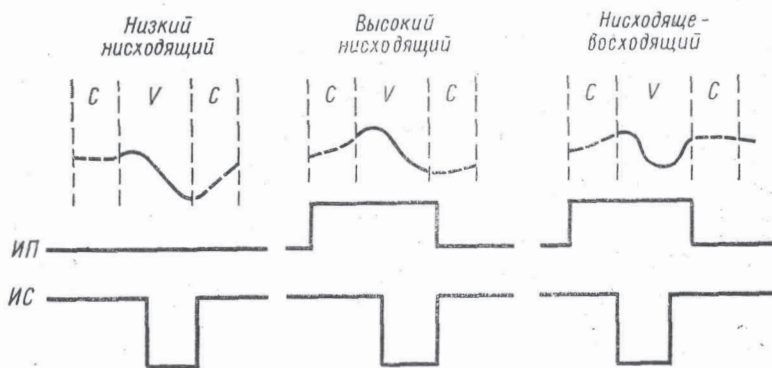 Низкий
нисходящий
Высокий
нисходящий
Нисходяще-
восходящий
С V С
С V С
С V С
ИП
ИС